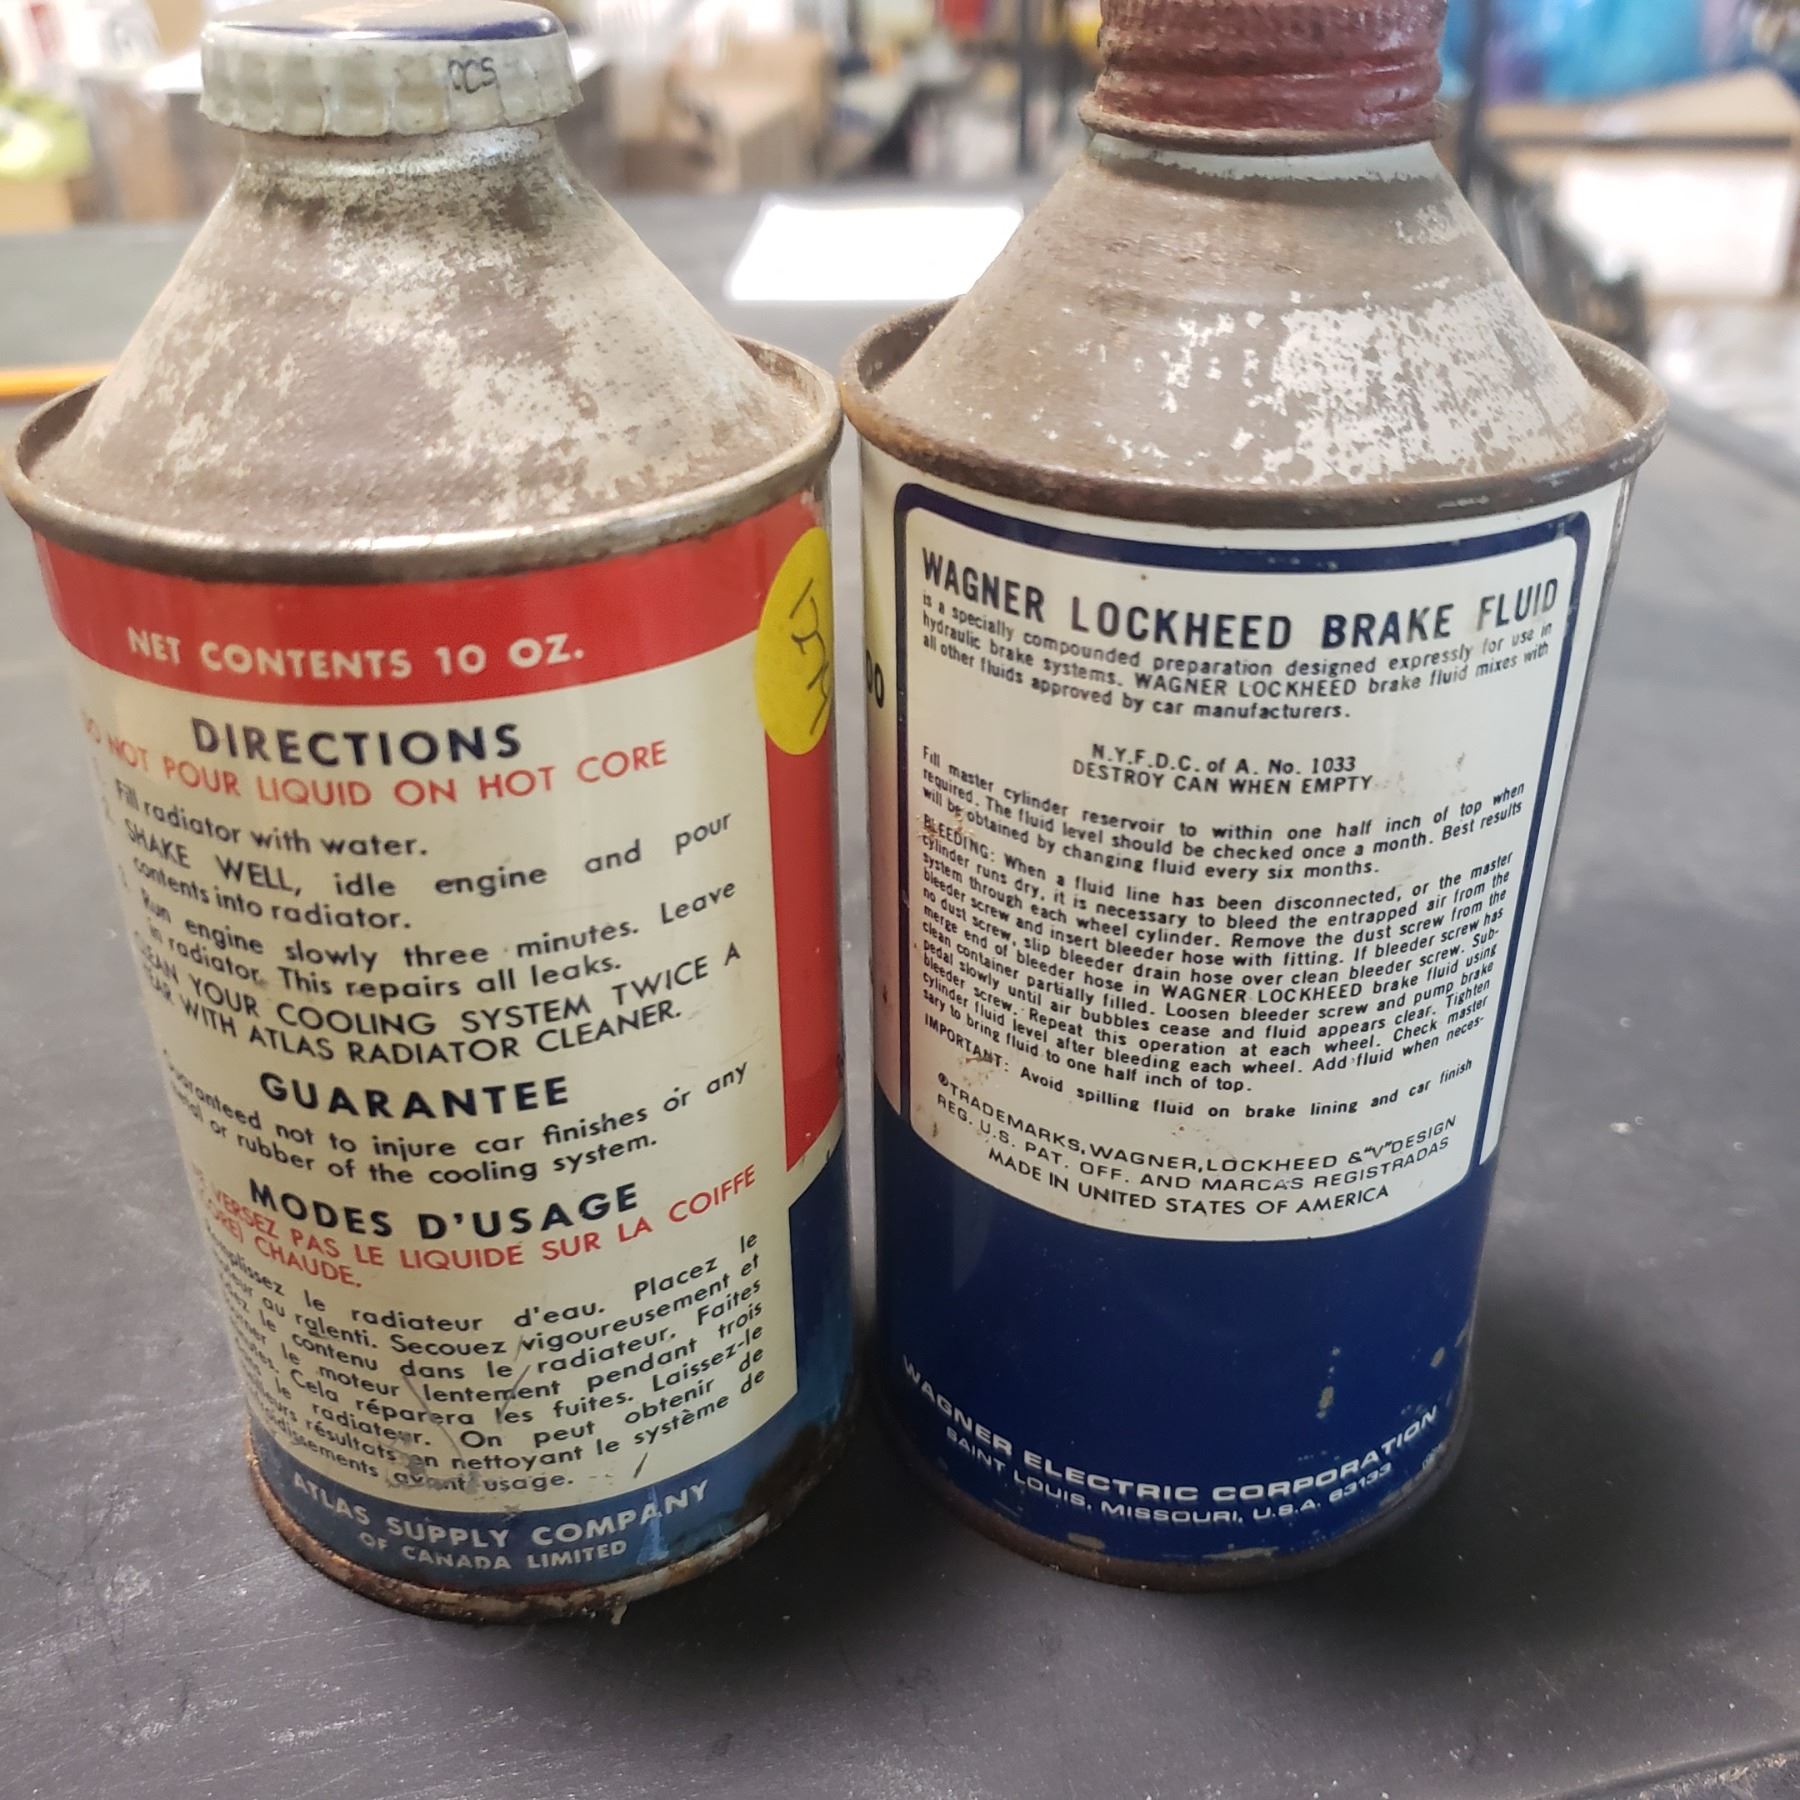 NET CONTENTS 10 OZ.
DIRECTIONS
NOT POUR LIQUID ON HOT CORE
Fill radiator with water.
SHAKE WELL, idle engine and pour
contents into radiator.
Run engine slowly three minutes. Leave
in radiator. This repairs all leaks.
CLEAN YOUR COOLING SYSTEM TWICE A
YEAR WITH ATLAS RADIATOR CLEANER.
GUARANTEE
Guaranteed not to injure car finishes or any
or rubber of the cooling system.
MODES D'USAGE
VERSEZ PAS LE LIQUIDE SUR LA COIFFE
CHAUDE.
le radiateur d'eau. Placez le
au ralenti. Secouez vigoureusement et
le contenu dans le radiateur. Faites
le moteur lentement pendant trois
Cela réparera les fuites. Laissez-le
le radiateur. On peut obtenir de
résultats en nettoyant le système de
avant usage.
ATLAS SUPPLY COMPANY
OF CANADA LIMITED
WAGNER LOCKHEED BRAKE FLUID
is a specially compounded preparation designed expressly for use in
hydraulic brake systems. WAGNER LOCKHEED brake fluid mixes with
all other fluids approved by car manufacturers.
N.Y.F.D.C. of A. No. 1033
DESTROY CAN WHEN EMPTY
Fill master cylinder reservoir to within one half inch of top when
required. The fluid level should be checked once a month. Best results
will be obtained by changing fluid every six months.
BLEEDING: When a fluid line has been disconnected, or the master
cylinder runs dry, it is necessary to bleed the entrapped air from the
system through each wheel cylinder. Remove the dust screw from the
bleeder screw and insert bleeder hose with fitting. If bleeder screw has
no dust screw, slip bleeder drain hose over clean bleeder screw. Sub-
merge end of bleeder hose in WAGNER LOCKHEED brake fluid using
clean container partially filled. Loosen bleeder screw and pump brake
pedal slowly until air bubbles cease and fluid appears clear. Tighten
bleeder screw. Repeat this operation at each wheel. Check master
cylinder fluid level after bleeding each wheel. Add fluid when neces-
sary to bring fluid to one half inch of top.
IMPORTANT: Avoid spilling fluid on brake lining and car finish
®TRADEMARKS, WAGNER, LOCKHEED & "V" DESIGN
REG. U.S. PAT. OFF. AND MARCAS REGISTRADAS
MADE IN UNITED STATES OF AMERICA
WAGNER ELECTRIC CORPORATION
SAINT LOUIS, MISSOURI, U.S.A. 63133